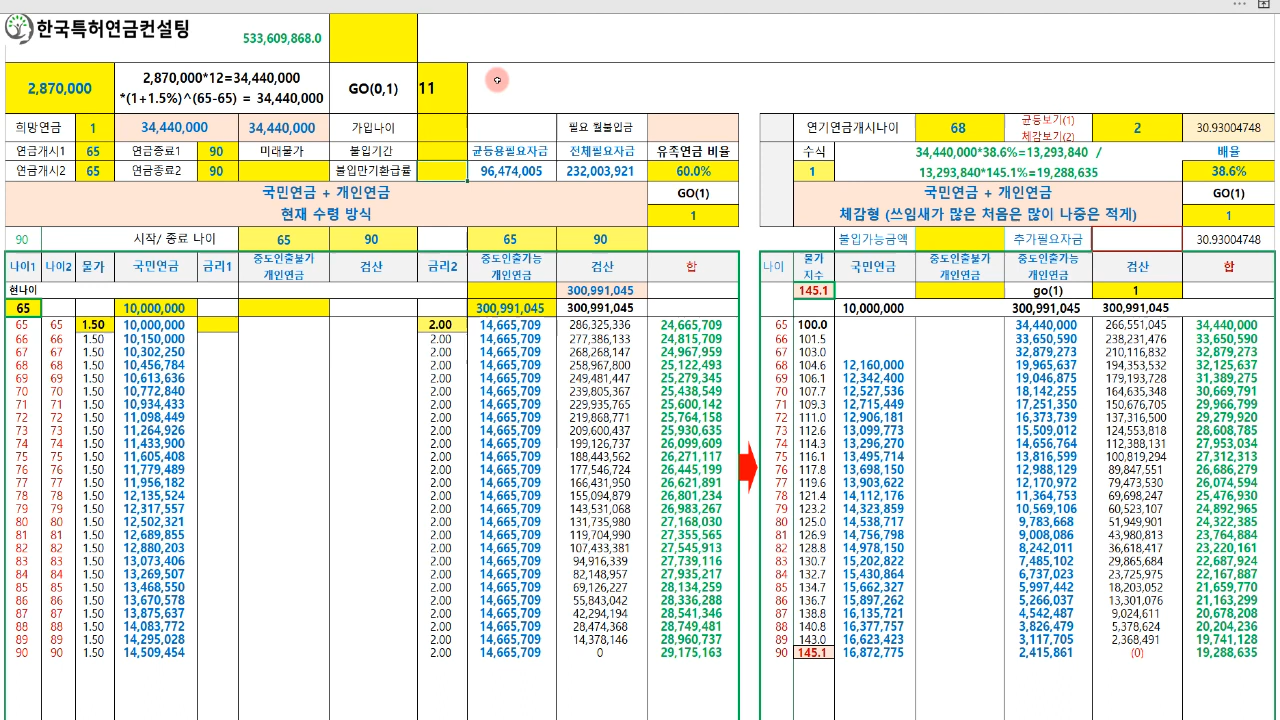 한국특허연금컨설팅
533,609,868.0
2,870,000 2,870,000*12=34,440,000 GO(0,1) 11
*(1+1.5%)^(65-65) = 34,440,000
희망연금 1 34,440,000 34,440,000 가입나이 필요 월불입금
연금개시1 65 연금종료1 90 미래물가 불입기간 균등용필요자금 전체필요자금 유족연금 비율
연금개시2 65 연금종료2 90 불입만기환급률 96,474,005 232,003,921 60.0%
국민연금 + 개인연금 GO(1)
현재 수령 방식 1
90 시작/ 종료 나이 65 90 65 90
나이1 나이2 물가 국민연금 금리1 중도인출불가 개인연금 검산 금리2 중도인출가능 개인연금 검산 합
현나이 300,991,045
65 10,000,000 300,991,045 300,991,045
65 65 1.50 10,000,000 2.00 14,665,709 286,325,336 24,665,709
66 66 1.50 10,150,000 2.00 14,665,709 277,386,133 24,815,709
67 67 1.50 10,302,250 2.00 14,665,709 268,268,147 24,967,959
68 68 1.50 10,456,784 2.00 14,665,709 258,967,800 25,122,493
69 69 1.50 10,613,636 2.00 14,665,709 249,481,447 25,279,345
70 70 1.50 10,772,840 2.00 14,665,709 239,805,367 25,438,549
71 71 1.50 10,934,433 2.00 14,665,709 229,935,765 25,600,142
72 72 1.50 11,098,449 2.00 14,665,709 219,868,771 25,764,158
73 73 1.50 11,264,926 2.00 14,665,709 209,600,437 25,930,635
74 74 1.50 11,433,900 2.00 14,665,709 199,126,737 26,099,609
75 75 1.50 11,605,408 2.00 14,665,709 188,443,562 26,271,117
76 76 1.50 11,779,489 2.00 14,665,709 177,546,724 26,445,199
77 77 1.50 11,956,182 2.00 14,665,709 166,431,950 26,621,891
78 78 1.50 12,135,524 2.00 14,665,709 155,094,879 26,801,234
79 79 1.50 12,317,557 2.00 14,665,709 143,531,068 26,983,267
80 80 1.50 12,502,321 2.00 14,665,709 131,735,980 27,168,030
81 81 1.50 12,689,855 2.00 14,665,709 119,704,990 27,355,565
82 82 1.50 12,880,203 2.00 14,665,709 107,433,381 27,545,913
83 83 1.50 13,073,406 2.00 14,665,709 94,916,339 27,739,116
84 84 1.50 13,269,507 2.00 14,665,709 82,148,957 27,935,217
85 85 1.50 13,468,550 2.00 14,665,709 69,126,227 28,134,259
86 86 1.50 13,670,578 2.00 14,665,709 55,843,042 28,336,288
87 87 1.50 13,875,637 2.00 14,665,709 42,294,194 28,541,346
88 88 1.50 14,083,772 2.00 14,665,709 28,474,368 28,749,481
89 89 1.50 14,295,028 2.00 14,665,709 14,378,146 28,960,737
90 90 1.50 14,509,454 2.00 14,665,709 0 29,175,163
연기연금개시나이 68 균등보기(1) 체감보기(2) 2 30.93004748
수식 34,440,000*38.6%=13,293,840 / 배율
1 13,293,840*145.1%=19,288,635 38.6%
국민연금 + 개인연금 GO(1)
체감형 (쓰임새가 많은 처음은 많이 나중은 적게) 1
불입가능금액 추가필요자금 30.93004748
나이 물가 지수 국민연금 중도인출불가 개인연금 중도인출가능 개인연금 검산 합
145.1 go(1) 1
10,000,000 300,991,045 300,991,045
65 100.0 34,440,000 266,551,045 34,440,000
66 101.5 33,650,590 238,231,476 33,650,590
67 103.0 32,879,273 210,116,832 32,879,273
68 104.6 12,160,000 19,965,637 194,353,532 32,125,637
69 106.1 12,342,400 19,046,875 179,193,728 31,389,275
70 107.7 12,527,536 18,142,255 164,635,348 30,669,791
71 109.3 12,715,449 17,251,350 150,676,705 29,966,799
72 111.0 12,906,181 16,373,739 137,316,500 29,279,920
73 112.6 13,099,773 15,509,012 124,553,818 28,608,785
74 114.3 13,296,270 14,656,764 112,388,131 27,953,034
75 116.1 13,495,714 13,816,599 100,819,294 27,312,313
76 117.8 13,698,150 12,988,129 89,847,551 26,686,279
77 119.6 13,903,622 12,170,972 79,473,530 26,074,594
78 121.4 14,112,176 11,364,753 69,698,247 25,476,930
79 123.2 14,323,859 10,569,106 60,523,107 24,892,965
80 125.0 14,538,717 9,783,668 51,949,901 24,322,385
81 126.9 14,756,798 9,008,086 43,980,813 23,764,884
82 128.8 14,978,150 8,242,011 36,618,417 23,220,161
83 130.7 15,202,822 7,485,102 29,865,684 22,687,924
84 132.7 15,430,864 6,737,023 23,725,975 22,167,887
85 134.7 15,662,327 5,997,442 18,203,052 21,659,770
86 136.7 15,897,262 5,266,037 13,301,076 21,163,299
87 138.8 16,135,721 4,542,487 9,024,611 20,678,208
88 140.8 16,377,757 3,826,479 5,378,624 20,204,236
89 143.0 16,623,423 3,117,705 2,368,491 19,741,128
90 145.1 16,872,775 2,415,861 (0) 19,288,635